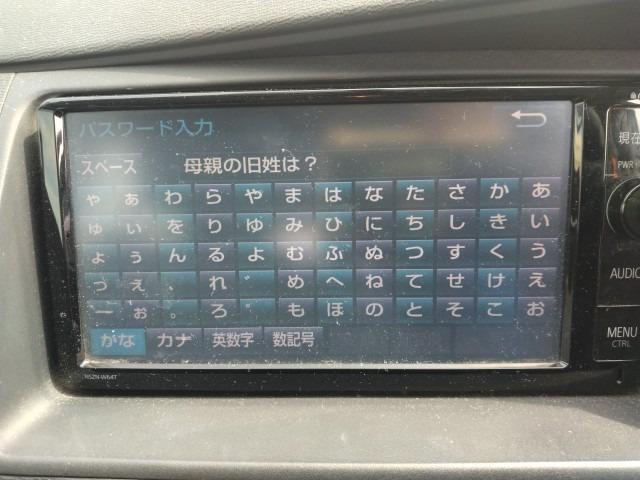 パスワード入力
スペース 母親の旧姓は？
ゃ ぁ わ ら や ま は な た さ か あ
ゅ ぃ を り ゆ み ひ に ち し き い
ょ ぅ ん る よ む ふ ぬ つ す く う
っ ぇ 、 れ ゛ め へ ね て せ け え
ー ぉ 。 ろ ゜ も ほ の と そ こ お
かな カナ 英数字 数記号
NSZN-W64T
現在
PWR
AUDIO
MENU
CTRL